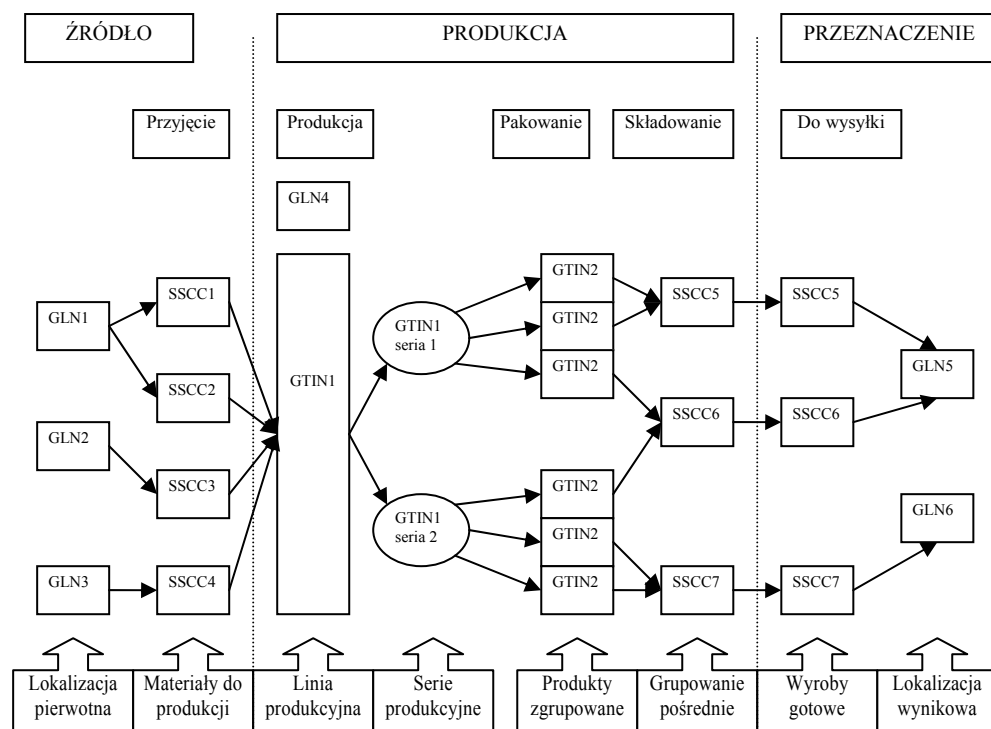 ŹRÓDŁO
PRODUKCJA
PRZEZNACZENIE
Przyjęcie
Produkcja
Pakowanie
Składowanie
Do wysyłki
GLN4
GLN1
GLN2
GLN3
SSCC1
SSCC2
SSCC3
SSCC4
GTIN1
GTIN1
seria 1
GTIN1
seria 2
GTIN2
GTIN2
GTIN2
GTIN2
GTIN2
GTIN2
SSCC5
SSCC6
SSCC7
SSCC5
SSCC6
SSCC7
GLN5
GLN6
Lokalizacja
pierwotna
Materiały do
produkcji
Linia
produkcyjna
Serie
produkcyjne
Produkty
zgrupowane
Grupowanie
pośrednie
Wyroby
gotowe
Lokalizacja
wynikowa